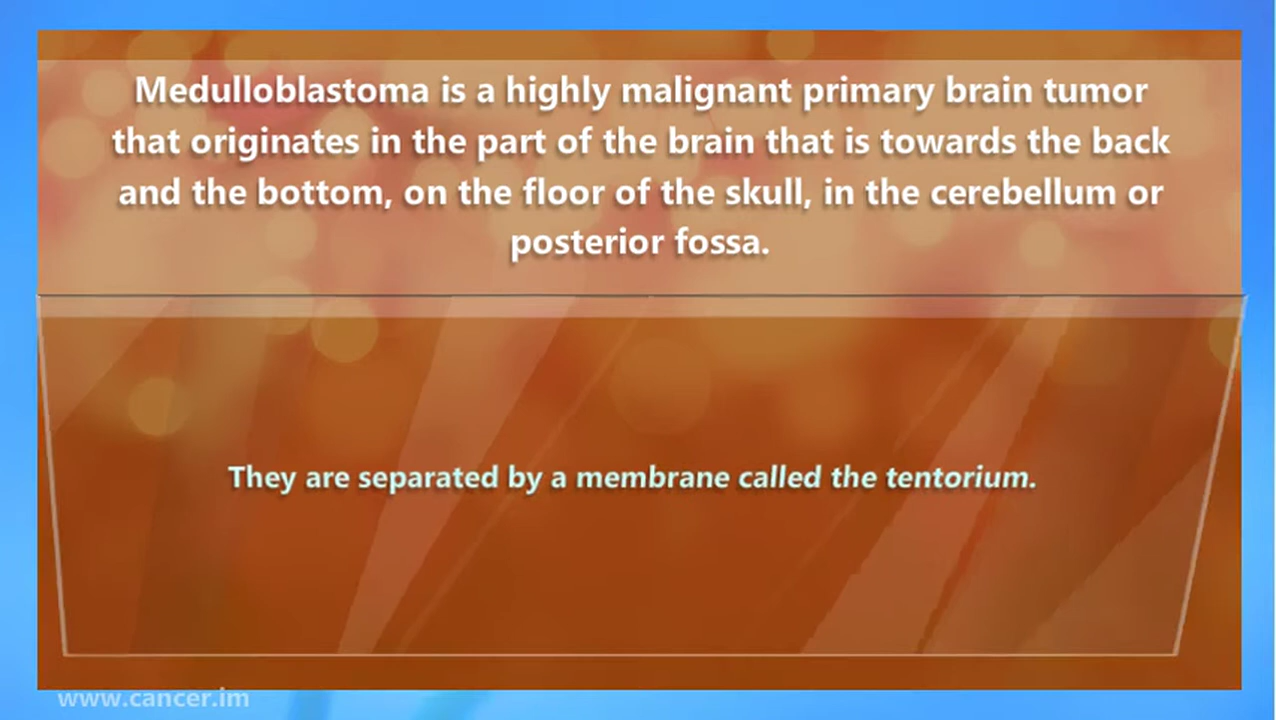 Medulloblastoma is a highly malignant primary brain tumor
that originates in the part of the brain that is towards the back
and the bottom, on the floor of the skull, in the cerebellum or
posterior fossa.
They are separated by a membrane called the tentorium.
www.cancer.im